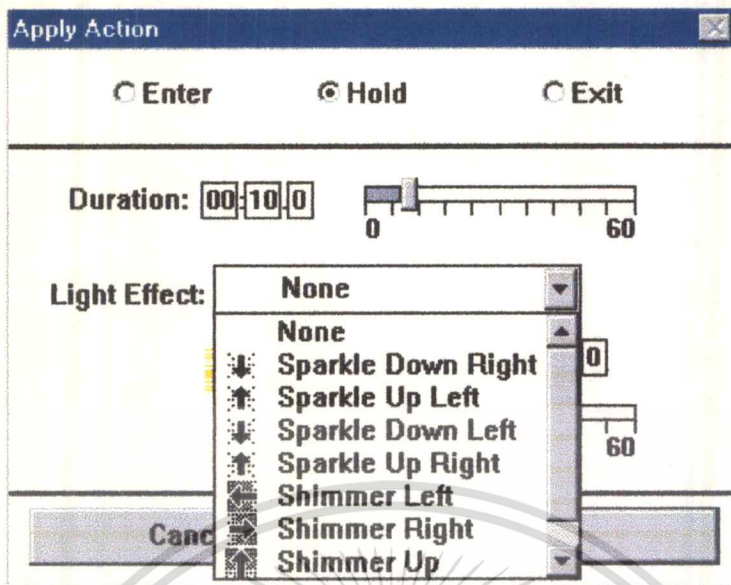 Apply Action
Enter Hold Exit
Duration: 00:10.0
0 60
Light Effect: None
None
Sparkle Down Right
0
Sparkle Up Left
Sparkle Down Left
60
Sparkle Up Right
Shimmer Left
Shimmer Right
Canc
Shimmer Up